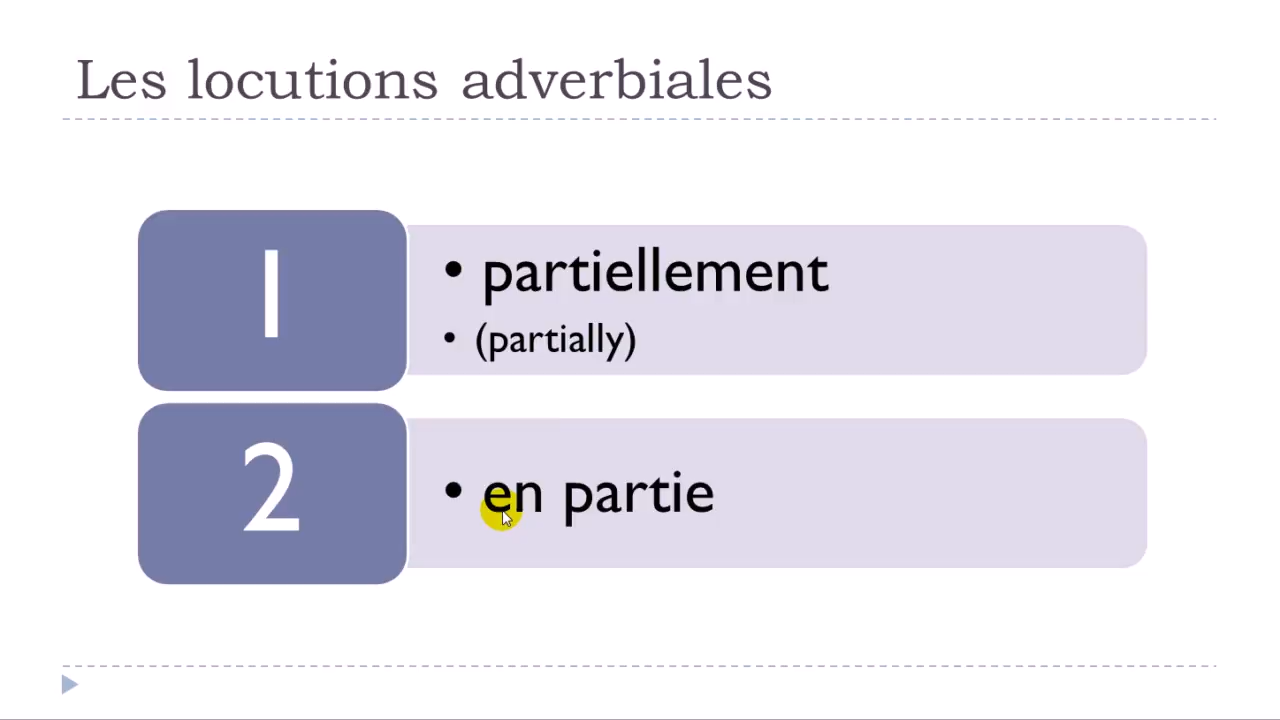 Les locutions adverbiales
1
• partiellement
• (partially)
2
• en partie